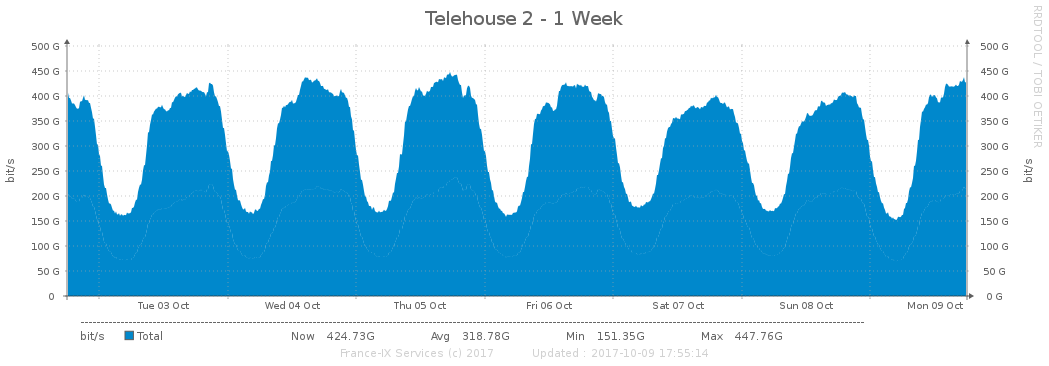 Telehouse 2 - 1 Week
RRDTOOL / TOBI OETIKER
bit/s
500 G
450 G
400 G
350 G
300 G
250 G
200 G
150 G
100 G
50 G
0
500 G
450 G
400 G
350 G
300 G
250 G
200 G
150 G
100 G
50 G
0 G
bit/s
Tue 03 Oct Wed 04 Oct Thu 05 Oct Fri 06 Oct Sat 07 Oct Sun 08 Oct Mon 09 Oct
bit/s Total Now 424.73G Avg 318.78G Min 151.35G Max 447.76G
France-IX Services (c) 2017 Updated : 2017-10-09 17:55:14